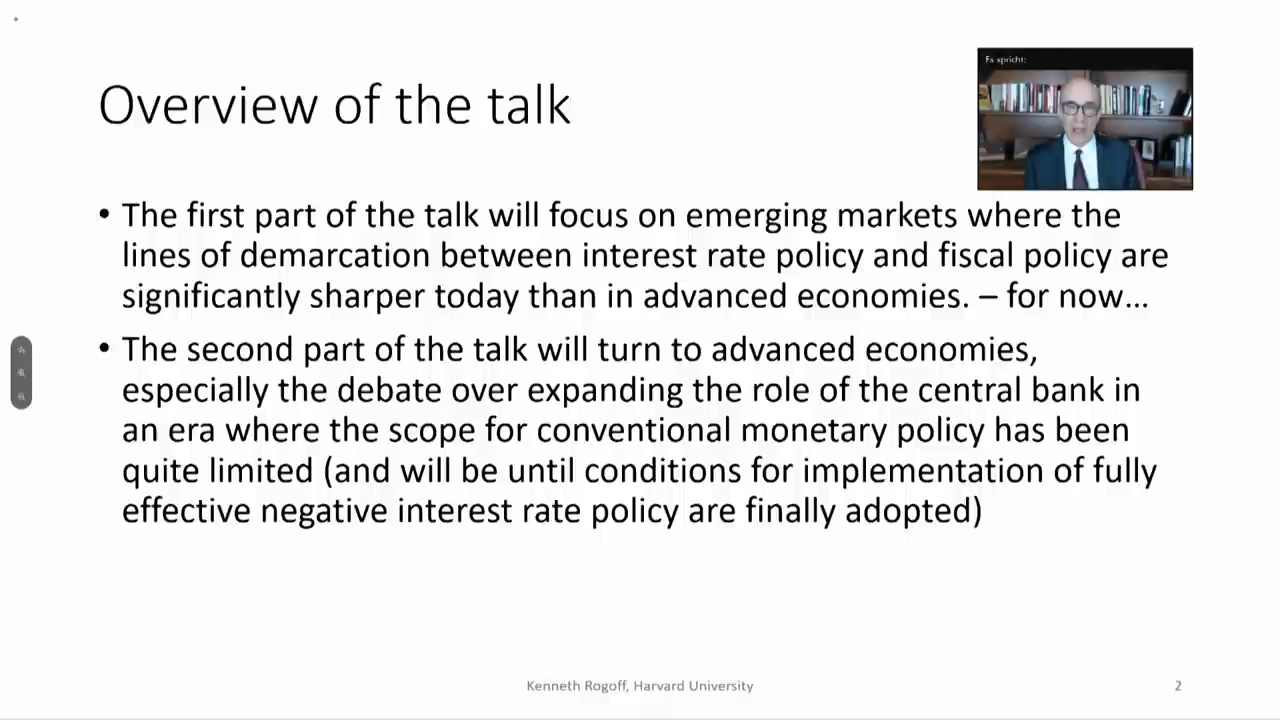 Es spricht:
Overview of the talk
• The first part of the talk will focus on emerging markets where the
lines of demarcation between interest rate policy and fiscal policy are
significantly sharper today than in advanced economies. – for now...
• The second part of the talk will turn to advanced economies,
especially the debate over expanding the role of the central bank in
an era where the scope for conventional monetary policy has been
quite limited (and will be until conditions for implementation of fully
effective negative interest rate policy are finally adopted)
Kenneth Rogoff, Harvard University
2